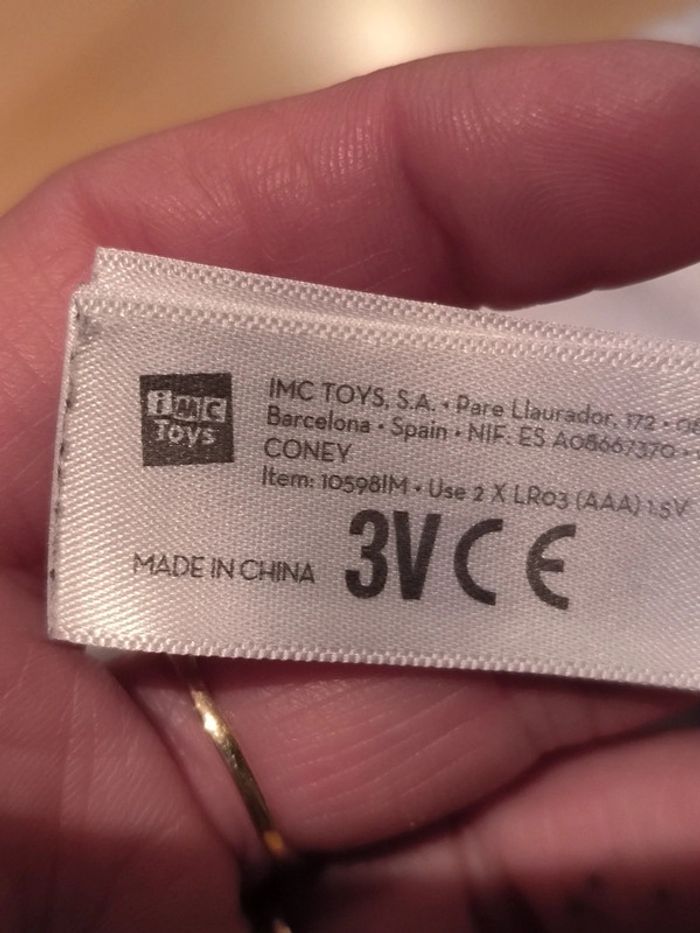 imc
Toys
IMC TOYS, S.A. • Pare Llaurador, 172 •
Barcelona • Spain • NIF: ES A08667370 •
CONEY
Item: 10598IM • Use 2 X LR03 (AAA) 1.5V
MADE IN CHINA 3V CE